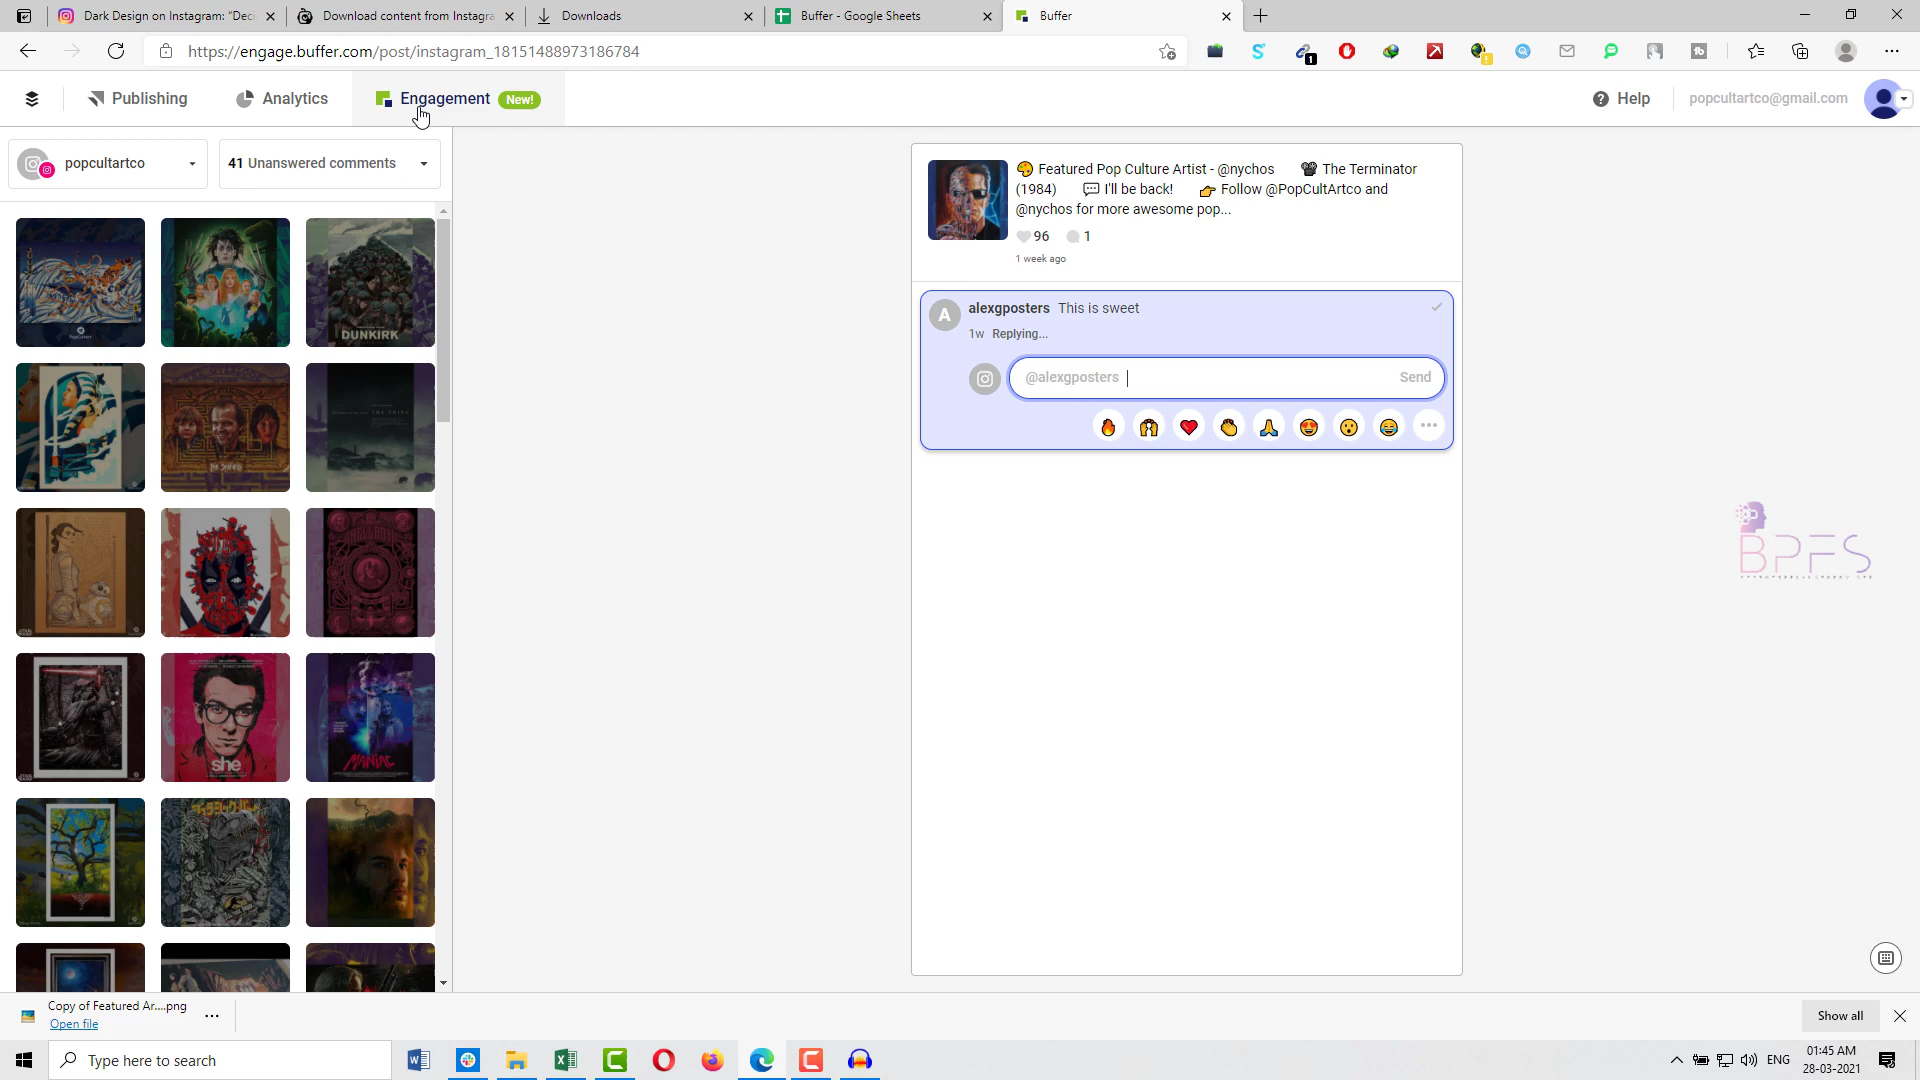 Dark Design on Instagram: "Deci
Download content from Instagra
Downloads
Buffer - Google Sheets
Buffer
https://engage.buffer.com/post/instagram_18151488973186784
1
Publishing
Analytics
Engagement New!
Help
popcultartco@gmail.com
popcultartco
41 Unanswered comments
🎨 Featured Pop Culture Artist - @nychos 🎥 The Terminator
(1984) 💬 I'll be back! 👉 Follow @PopCultArtco and
@nychos for more awesome pop...
96 1
1 week ago
A alexgposters This is sweet
1w Replying...
@alexgposters Send
DUNKIRK
she
MANIAC
BPFS
Copy of Featured Ar....png
Open file
Show all
Type here to search
ENG
01:45 AM
28-03-2021